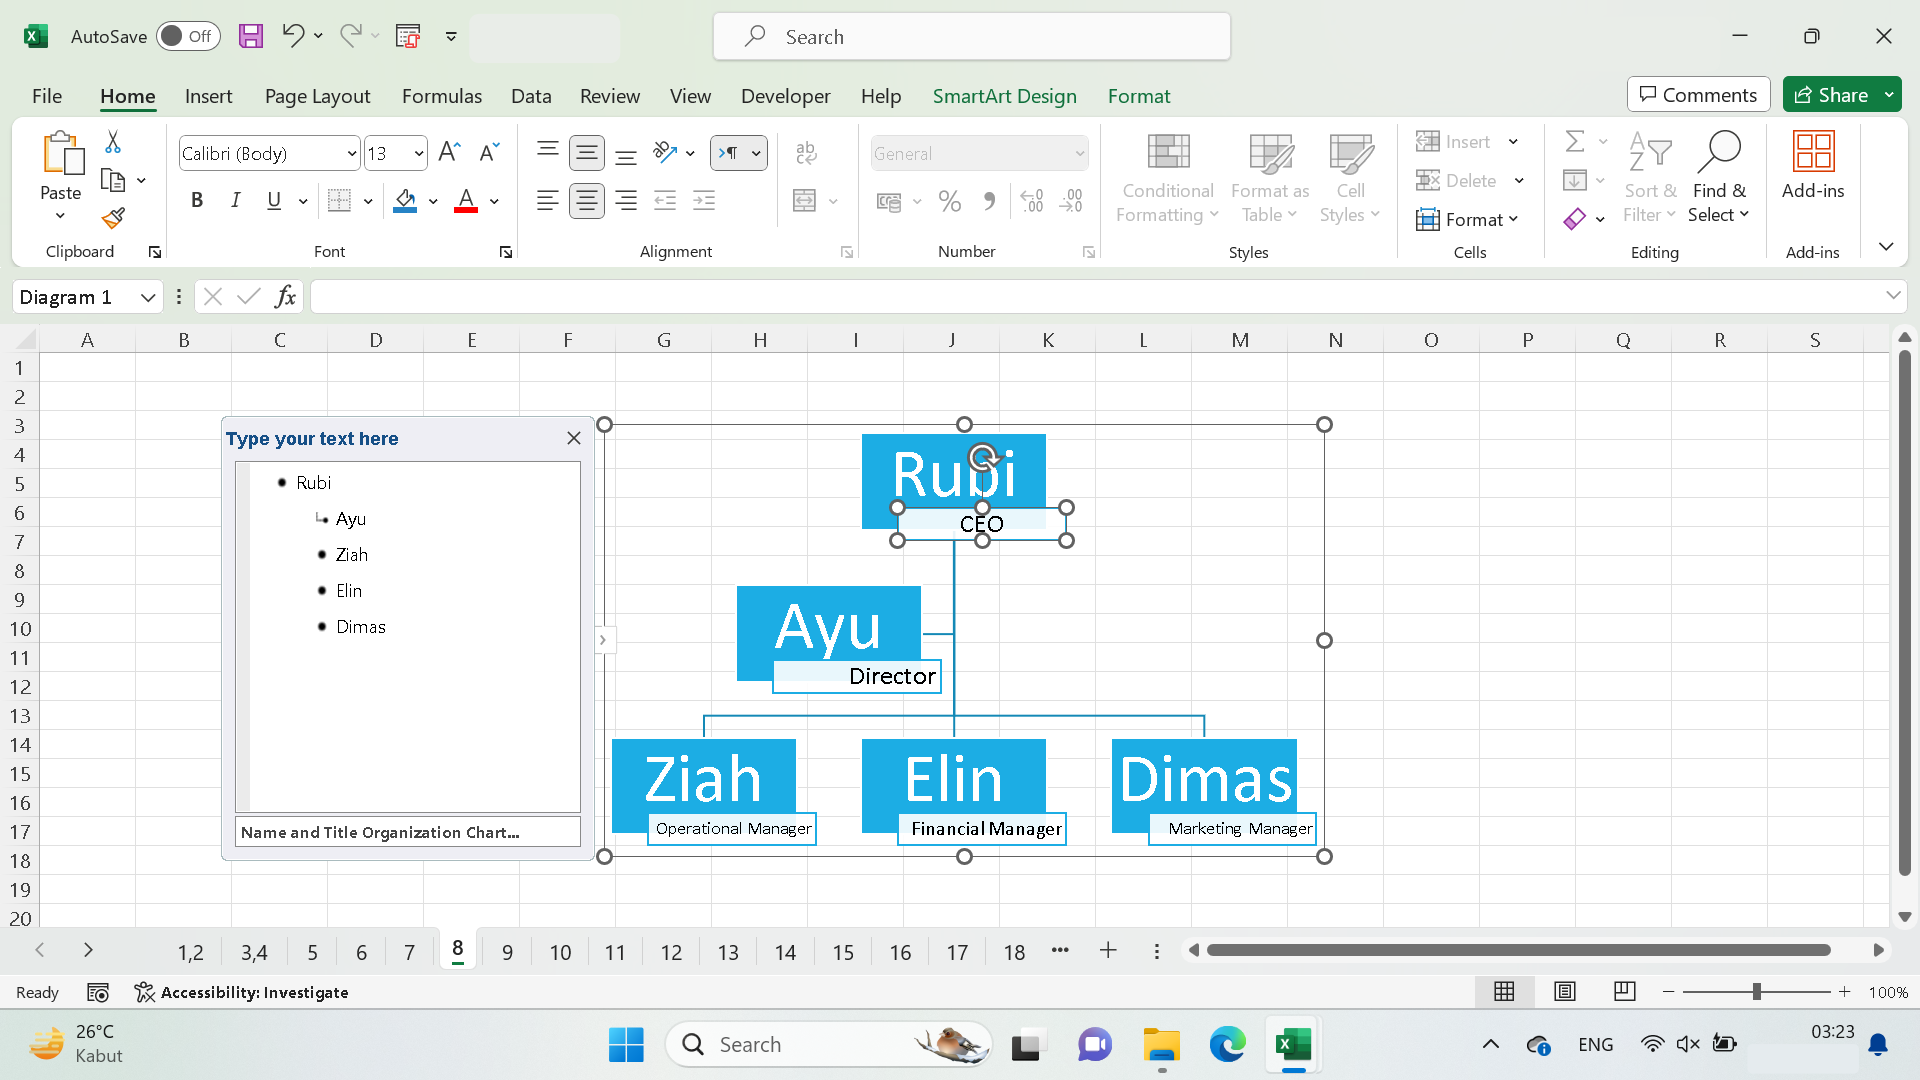 AutoSave Off Search
File Home Insert Page Layout Formulas Data Review View Developer Help SmartArt Design Format Comments Share
Paste
Clipboard
Calibri (Body) 13
B I U
Font
Alignment
General
Number
Conditional Formatting
Format as Table
Cell Styles
Styles
Insert
Delete
Format
Cells
Sort & Filter
Find & Select
Editing
Add-ins
Add-ins
Diagram 1 fx
A B C D E F G H I J K L M N O P Q R S
1
2
3
4
5
6
7
8
9
10
11
12
13
14
15
16
17
18
19
20
Type your text here
Rubi
Ayu
Ziah
Elin
Dimas
Name and Title Organization Chart...
Rubi
CEO
Ayu
Director
Ziah
Operational Manager
Elin
Financial Manager
Dimas
Marketing Manager
1,2 3,4 5 6 7 8 9 10 11 12 13 14 15 16 17 18 ...
Ready Accessibility: Investigate 100%
26°C
Kabut
Search
ENG
03:23